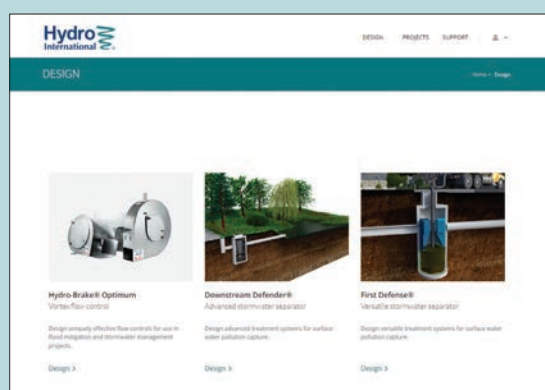 Hydro
International
DESIGN PROJECTS SUPPORT
DESIGN
Home > Design
Hydro-Brake® Optimum
Vortex flow control
Design uniquely effective flow controls for use in
flood mitigation and stormwater management
projects.
Design >
Downstream Defender®
Advanced stormwater separator
Design advanced treatment systems for surface
water pollution capture.
Design >
First Defense®
Versatile stormwater separator
Design versatile treatment systems for surface water
pollution capture.
Design >